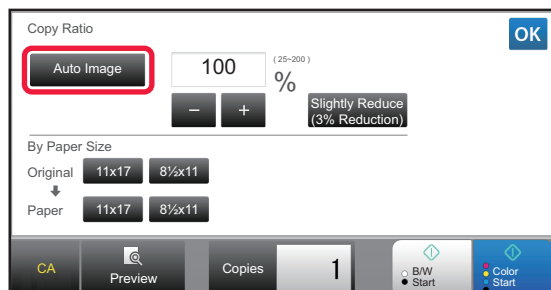 Copy Ratio
OK
Auto Image
100
(25~200)
%
– +
Slightly Reduce
(3% Reduction)
By Paper Size
Original 11x17 8½x11
Paper 11x17 8½x11
CA
Preview
Copies 1
B/W
Start
Color
Start